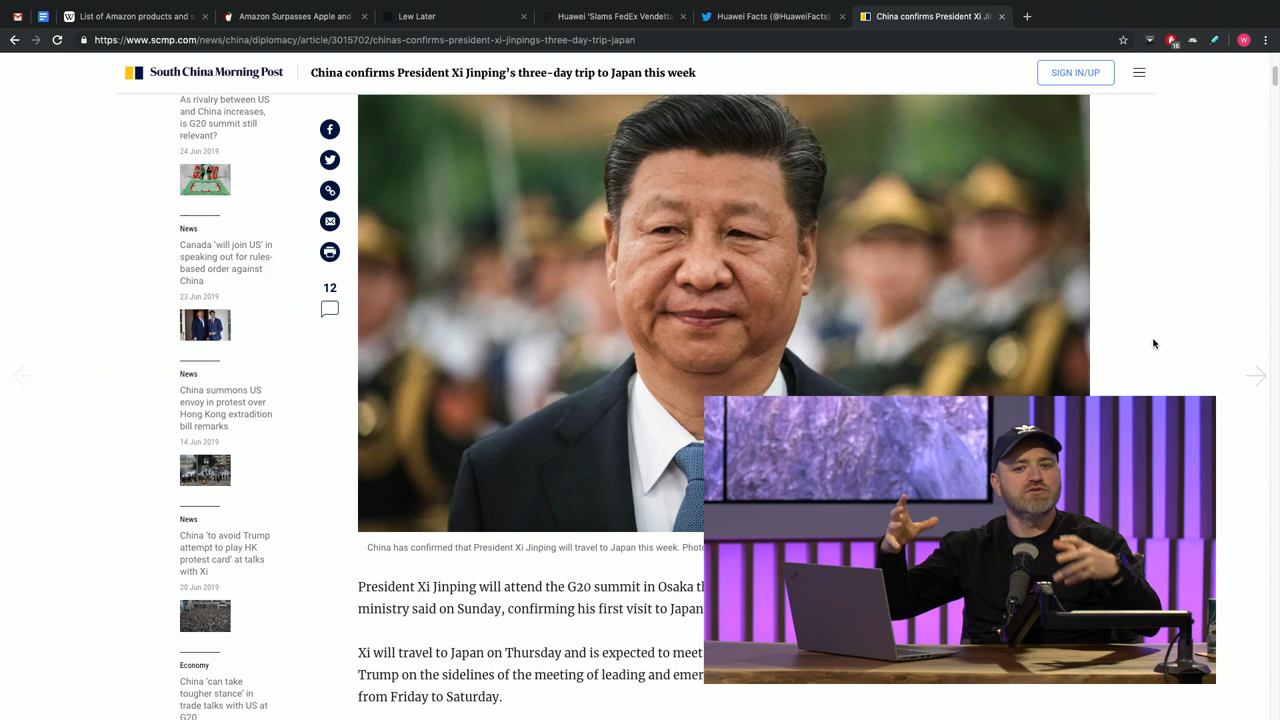 List of Amazon products and s
Amazon Surpasses Apple and
Lew Later
Huawei 'Slams FedEx Vendetta
Huawei Facts (@HuaweiFacts)
China confirms President Xi Ji
https://www.scmp.com/news/china/diplomacy/article/3015702/chinas-confirms-president-xi-jinpings-three-day-trip-japan
16
W
South China Morning Post
China confirms President Xi Jinping's three-day trip to Japan this week
SIGN IN/UP
As rivalry between US
and China increases,
is G20 summit still
relevant?
24 Jun 2019
News
Canada 'will join US' in
speaking out for rules-
based order against
China
23 Jun 2019
News
China summons US
envoy in protest over
Hong Kong extradition
bill remarks
14 Jun 2019
News
China 'to avoid Trump
attempt to play HK
protest card' at talks
with Xi
20 Jun 2019
Economy
China 'can take
tougher stance' in
trade talks with US at
G20
12
China has confirmed that President Xi Jinping will travel to Japan this week. Photo
President Xi Jinping will attend the G20 summit in Osaka th
ministry said on Sunday, confirming his first visit to Japan
Xi will travel to Japan on Thursday and is expected to meet
Trump on the sidelines of the meeting of leading and emer
from Friday to Saturday.